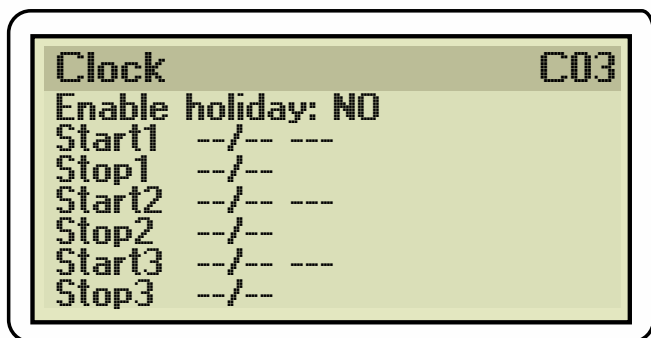 Clock C03
Enable holiday: NO
Start1 --/-- ---
Stop1 --/--
Start2 --/-- ---
Stop2 --/--
Start3 --/-- ---
Stop3 --/--